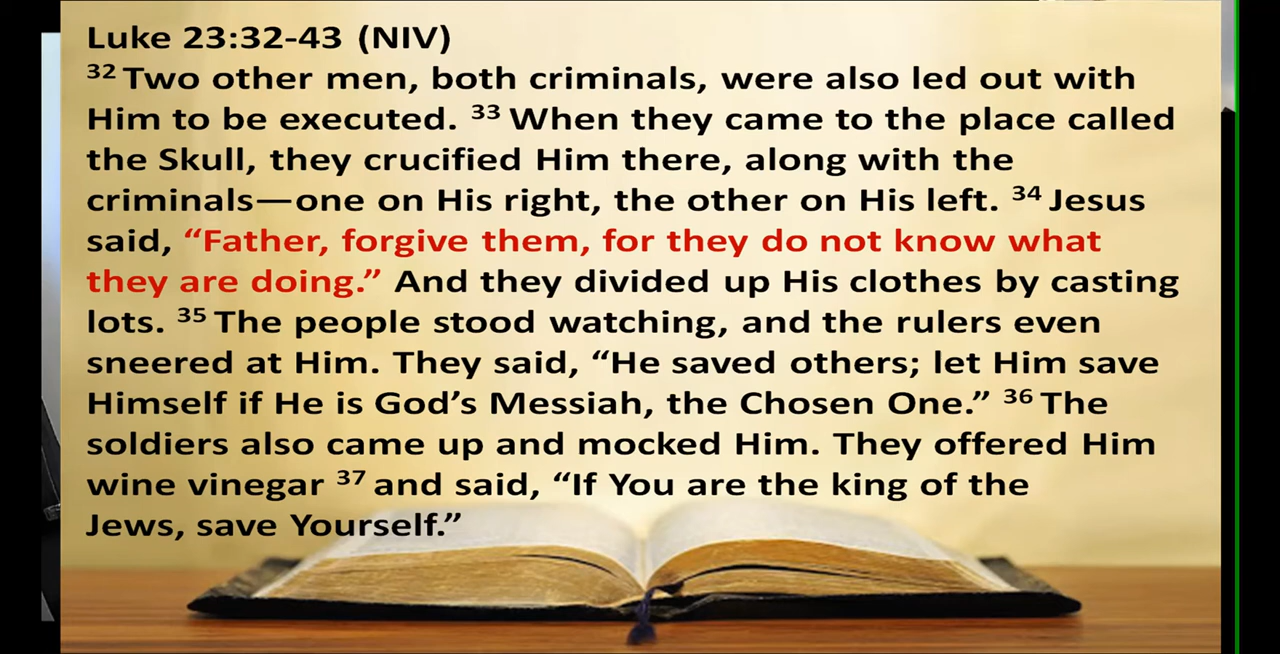 Luke 23:32-43 (NIV)
32 Two other men, both criminals, were also led out with
Him to be executed. 33 When they came to the place called
the Skull, they crucified Him there, along with the
criminals—one on His right, the other on His left. 34 Jesus
said, “Father, forgive them, for they do not know what
they are doing.” And they divided up His clothes by casting
lots. 35 The people stood watching, and the rulers even
sneered at Him. They said, “He saved others; let Him save
Himself if He is God’s Messiah, the Chosen One.” 36 The
soldiers also came up and mocked Him. They offered Him
wine vinegar 37 and said, “If You are the king of the
Jews, save Yourself.”